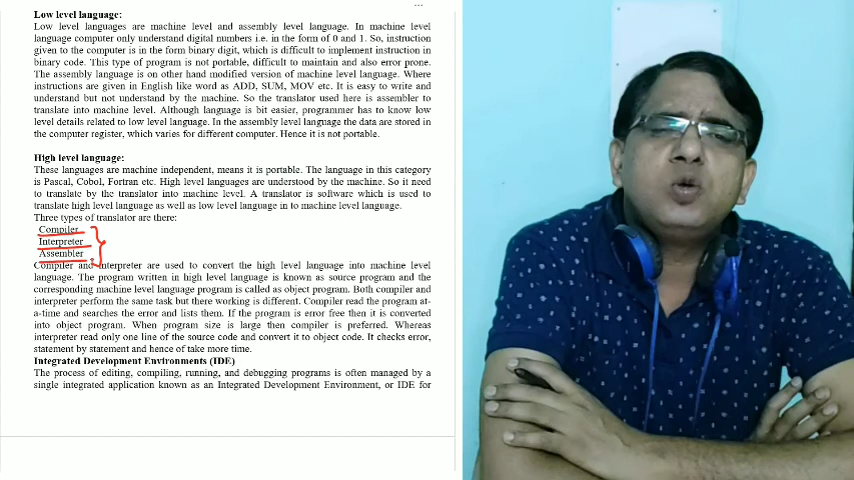 Low level language:
Low level languages are machine level and assembly level language. In machine level
language computer only understand digital numbers i.e. in the form of 0 and 1. So, instruction
given to the computer is in the form binary digit, which is difficult to implement instruction in
binary code. This type of program is not portable, difficult to maintain and also error prone.
The assembly language is on other hand modified version of machine level language. Where
instructions are given in English like word as ADD, SUM, MOV etc. It is easy to write and
understand but not understand by the machine. So the translator used here is assembler to
translate into machine level. Although language is bit easier, programmer has to know low
level details related to low level language. In the assembly level language the data are stored in
the computer register, which varies for different computer. Hence it is not portable.
High level language:
These languages are machine independent, means it is portable. The language in this category
is Pascal, Cobol, Fortran etc. High level languages are understood by the machine. So it need
to translate by the translator into machine level. A translator is software which is used to
translate high level language as well as low level language in to machine level language.
Three types of translator are there:
Compiler
Interpreter
Assembler
Compiler and interpreter are used to convert the high level language into machine level
language. The program written in high level language is known as source program and the
corresponding machine level language program is called as object program. Both compiler and
interpreter perform the same task but there working is different. Compiler read the program at-
a-time and searches the error and lists them. If the program is error free then it is converted
into object program. When program size is large then compiler is preferred. Whereas
interpreter read only one line of the source code and convert it to object code. It checks error,
statement by statement and hence of take more time.
Integrated Development Environments (IDE)
The process of editing, compiling, running, and debugging programs is often managed by a
single integrated application known as an Integrated Development Environment, or IDE for